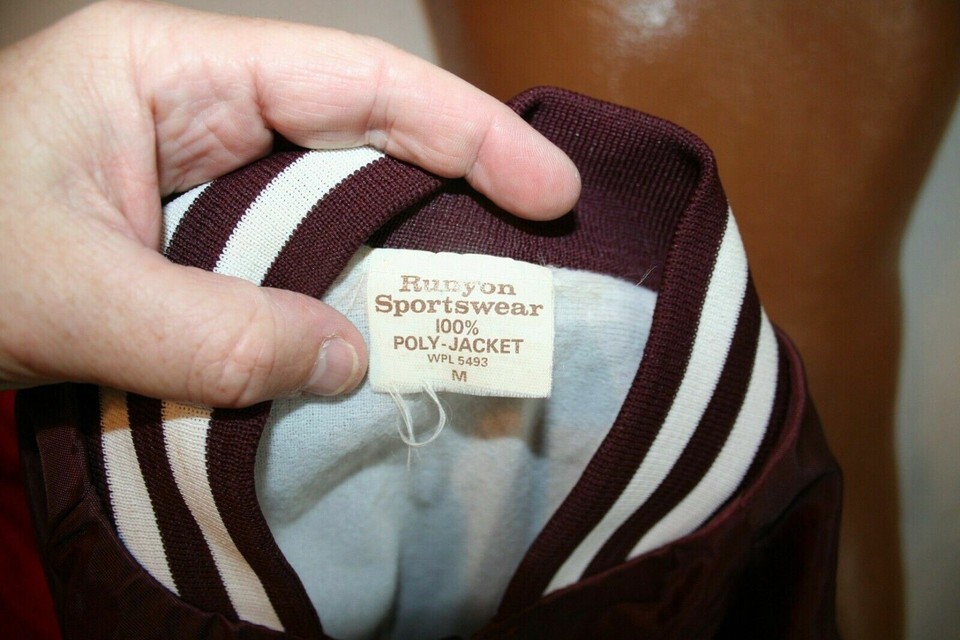 Runyon
Sportswear
100%
POLY-JACKET
WPL 5493
M